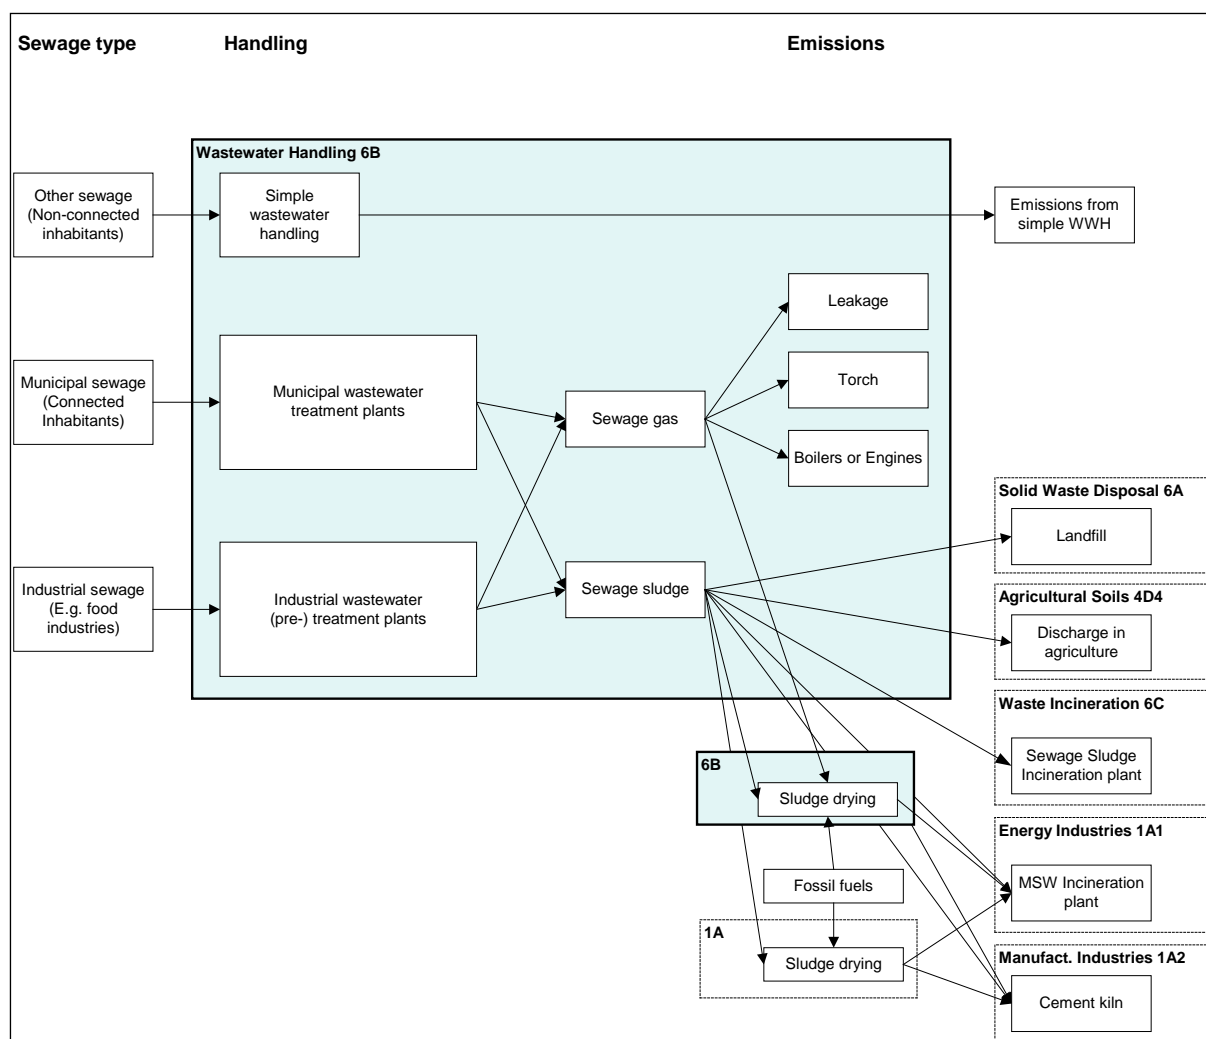 Sewage type
Handling
Emissions
Wastewater Handling 6B
Other sewage
(Non-connected
inhabitants)
Simple
wastewater
handling
Emissions from
simple WWH
Leakage
Municipal sewage
(Connected
Inhabitants)
Municipal wastewater
treatment plants
Sewage gas
Torch
Boilers or Engines
Solid Waste Disposal 6A
Landfill
Industrial sewage
(E.g. food
industries)
Industrial wastewater
(pre-) treatment plants
Sewage sludge
Agricultural Soils 4D4
Discharge in
agriculture
Waste Incineration 6C
Sewage Sludge
Incineration plant
6B
Sludge drying
Energy Industries 1A1
MSW Incineration
plant
Fossil fuels
1A
Sludge drying
Manufact. Industries 1A2
Cement kiln